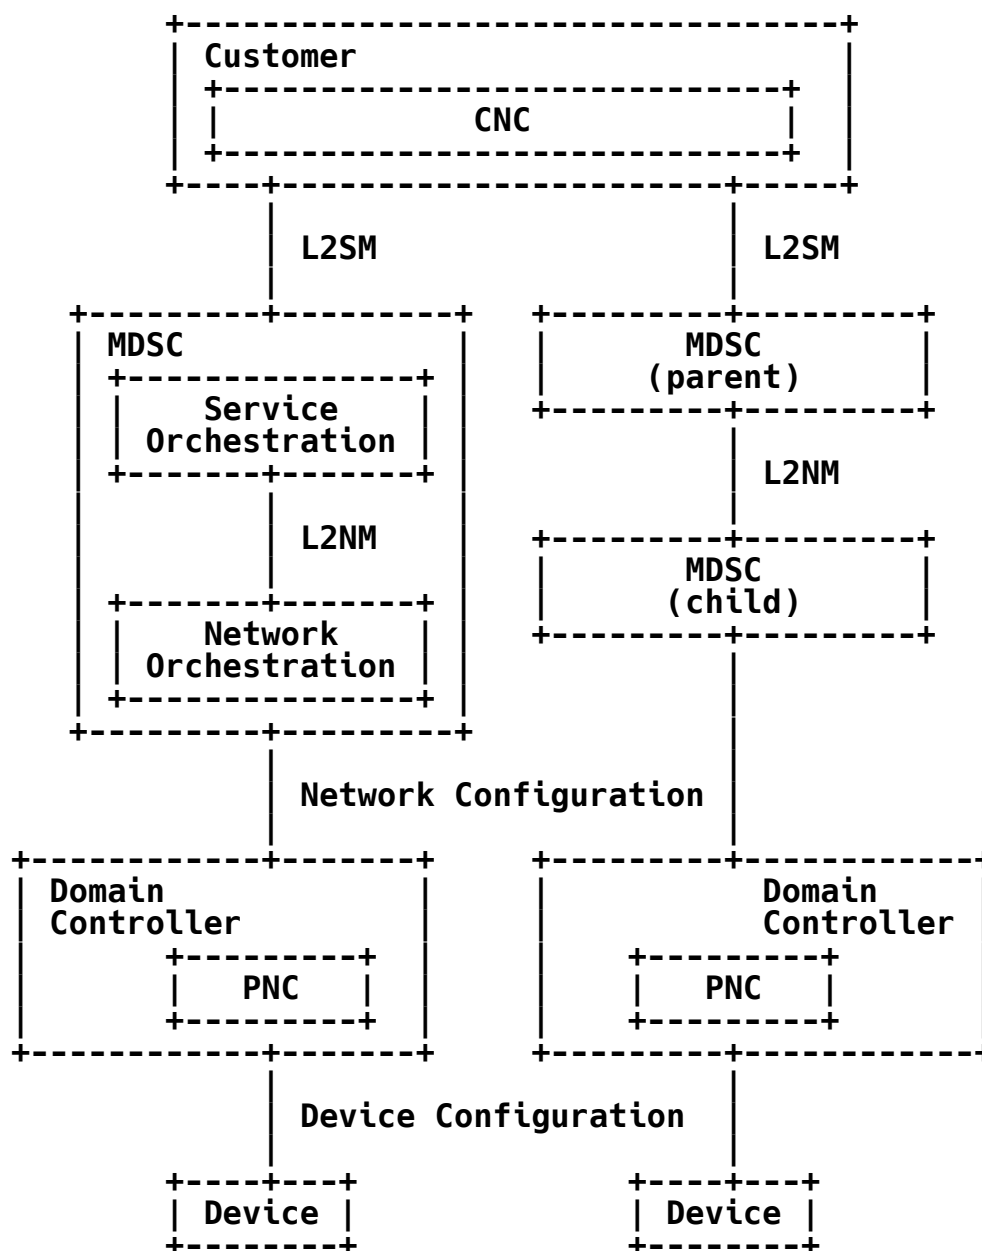 Customer
CNC
L2SM L2SM
MDSC MDSC
(parent)
Service
Orchestration
L2NM
L2NM
MDSC
(child)
Network
Orchestration
Network Configuration
Domain Domain
Controller Controller
PNC PNC
Device Configuration
Device Device